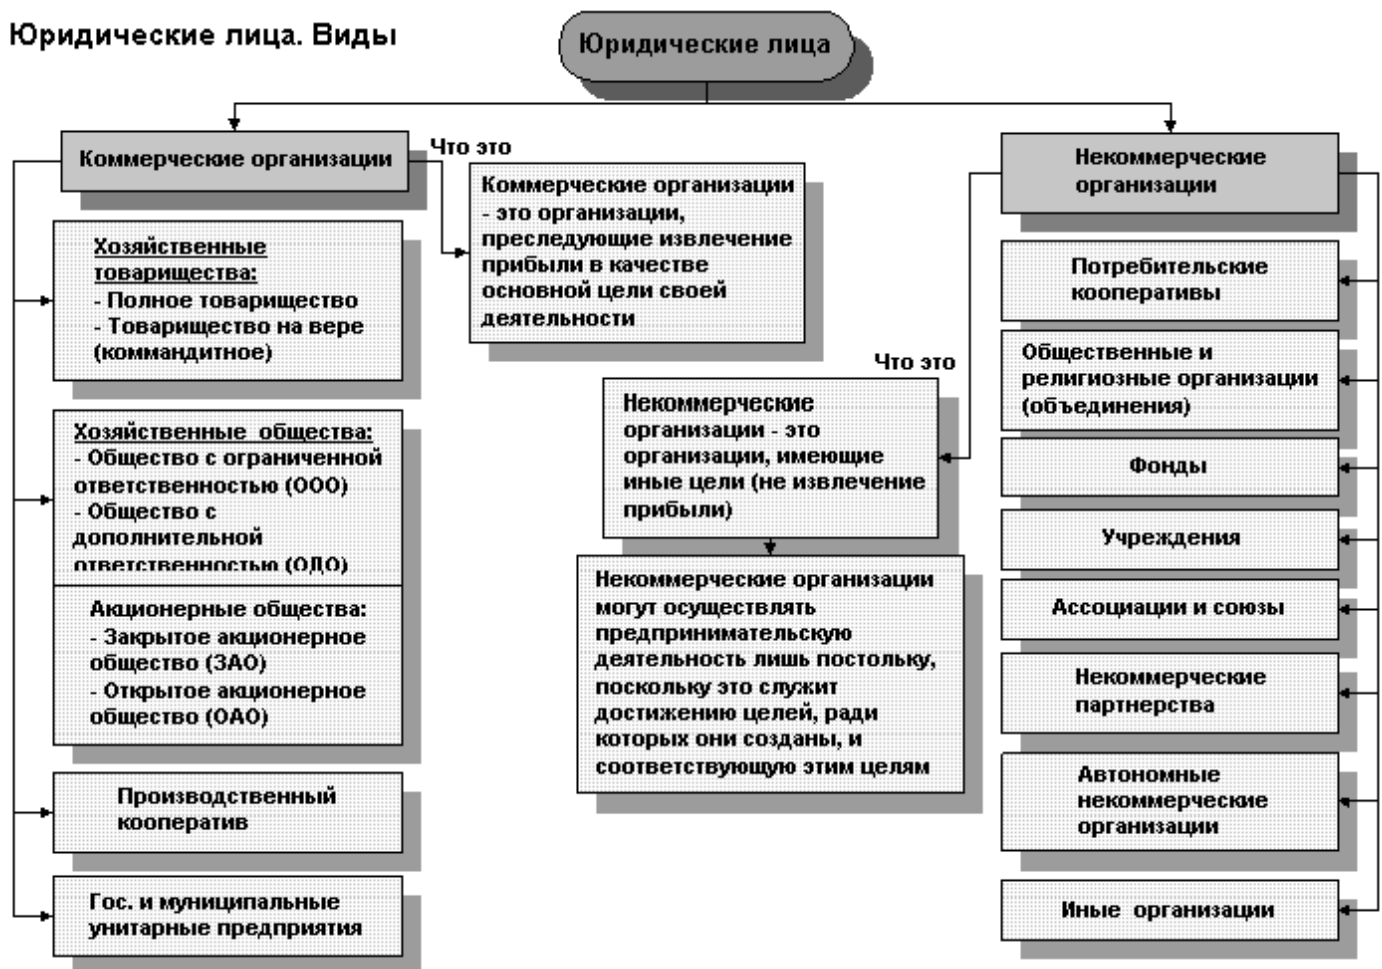 Юридические лица. Виды
Юридические лица
Коммерческие организации
Что это
Коммерческие организации
- это организации,
преследующие извлечение
прибыли в качестве
основной цели своей
деятельности
Хозяйственные
товарищества:
- Полное товарищество
- Товарищество на вере
(коммандитное)
Хозяйственные общества:
- Общество с ограниченной
ответственностью (ООО)
- Общество с
дополнительной
ответственностью (ОДО)
Акционерные общества:
- Закрытое акционерное
общество (ЗАО)
- Открытое акционерное
общество (ОАО)
Производственный
кооператив
Гос. и муниципальные
унитарные предприятия
Некоммерческие
организации
Что это
Некоммерческие
организации - это
организации, имеющие
иные цели (не извлечение
прибыли)
Некоммерческие организации
могут осуществлять
предпринимательскую
деятельность лишь постольку,
поскольку это служит
достижению целей, ради
которых они созданы, и
соответствующую этим целям
Потребительские
кооперативы
Общественные и
религиозные организации
(объединения)
Фонды
Учреждения
Ассоциации и союзы
Некоммерческие
партнерства
Автономные
некоммерческие
организации
Иные организации